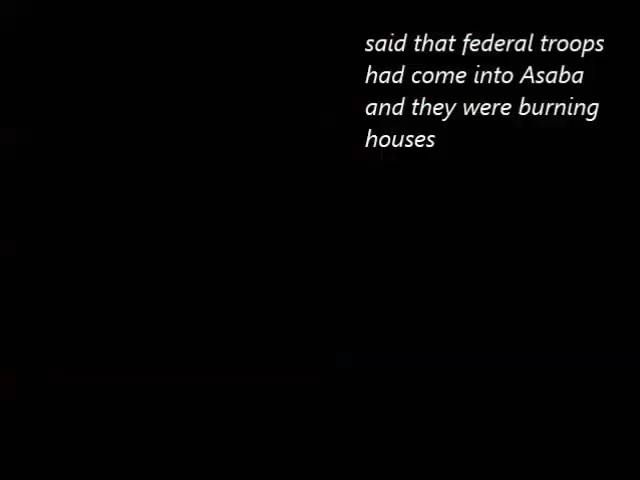 said that federal troops
had come into Asaba
and they were burning
houses